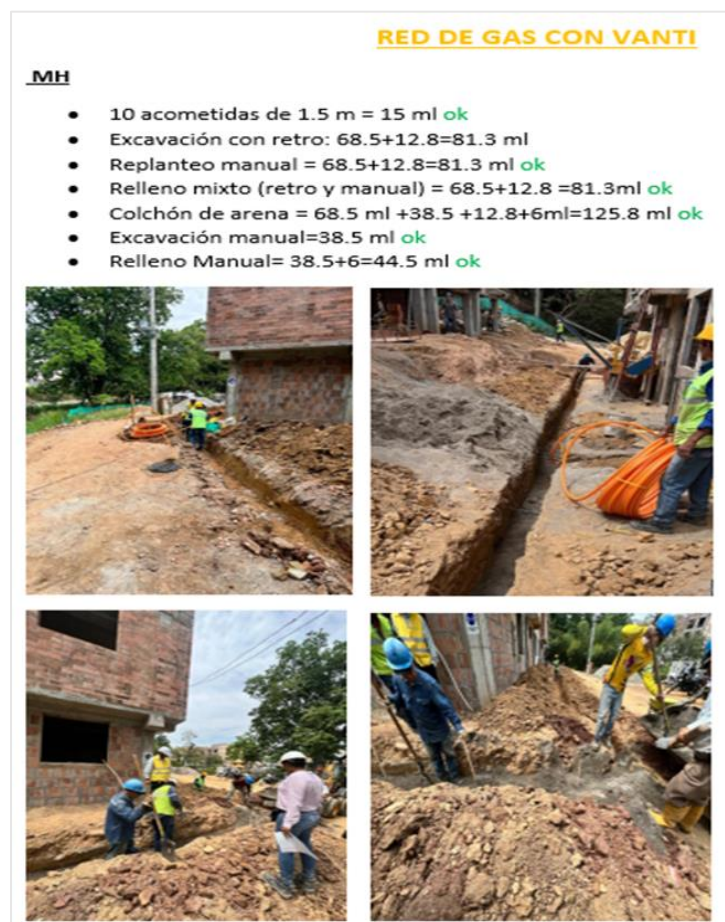 RED DE GAS CON VANTI
MH
• 10 acometidas de 1.5 m = 15 ml ok
• Excavación con retro: 68.5+12.8=81.3 ml
• Replanteo manual = 68.5+12.8=81.3 ml ok
• Relleno mixto (retro y manual) = 68.5+12.8 =81.3ml ok
• Colchón de arena = 68.5 ml +38.5 +12.8+6ml=125.8 ml ok
• Excavación manual=38.5 ml ok
• Relleno Manual= 38.5+6=44.5 ml ok